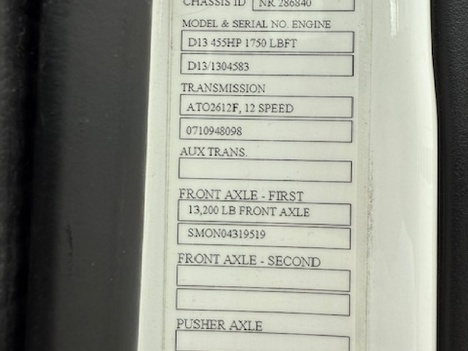 CHASSIS ID NR 286840
MODEL & SERIAL NO. ENGINE
D13 455HP 1750 LBFT
D13/1304583
TRANSMISSION
ATO2612F, 12 SPEED
0710948098
AUX TRANS.
FRONT AXLE - FIRST
13,200 LB FRONT AXLE
SMON04319519
FRONT AXLE - SECOND
PUSHER AXLE